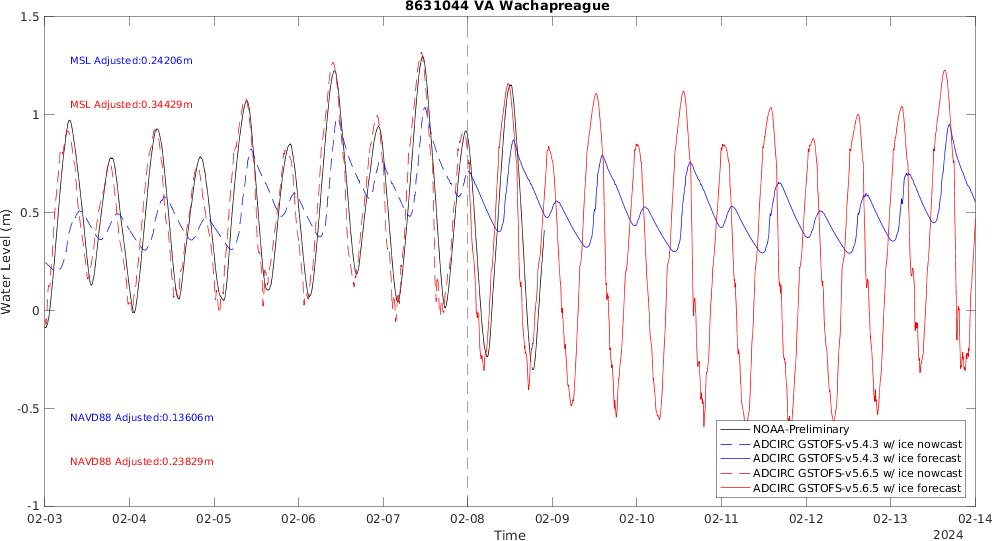 8631044 VA Wachapreague
1.5
1
0.5
0
-0.5
-1
Water Level (m)
MSL Adjusted:0.24206m
MSL Adjusted:0.34429m
NAVD88 Adjusted:0.13606m
NAVD88 Adjusted:0.23829m
NOAA-Preliminary
ADCIRC GSTOFS-v5.4.3 w/ ice nowcast
ADCIRC GSTOFS-v5.4.3 w/ ice forecast
ADCIRC GSTOFS-v5.6.5 w/ ice nowcast
ADCIRC GSTOFS-v5.6.5 w/ ice forecast
02-03 02-04 02-05 02-06 02-07 02-08 02-09 02-10 02-11 02-12 02-13 02-14
Time
2024